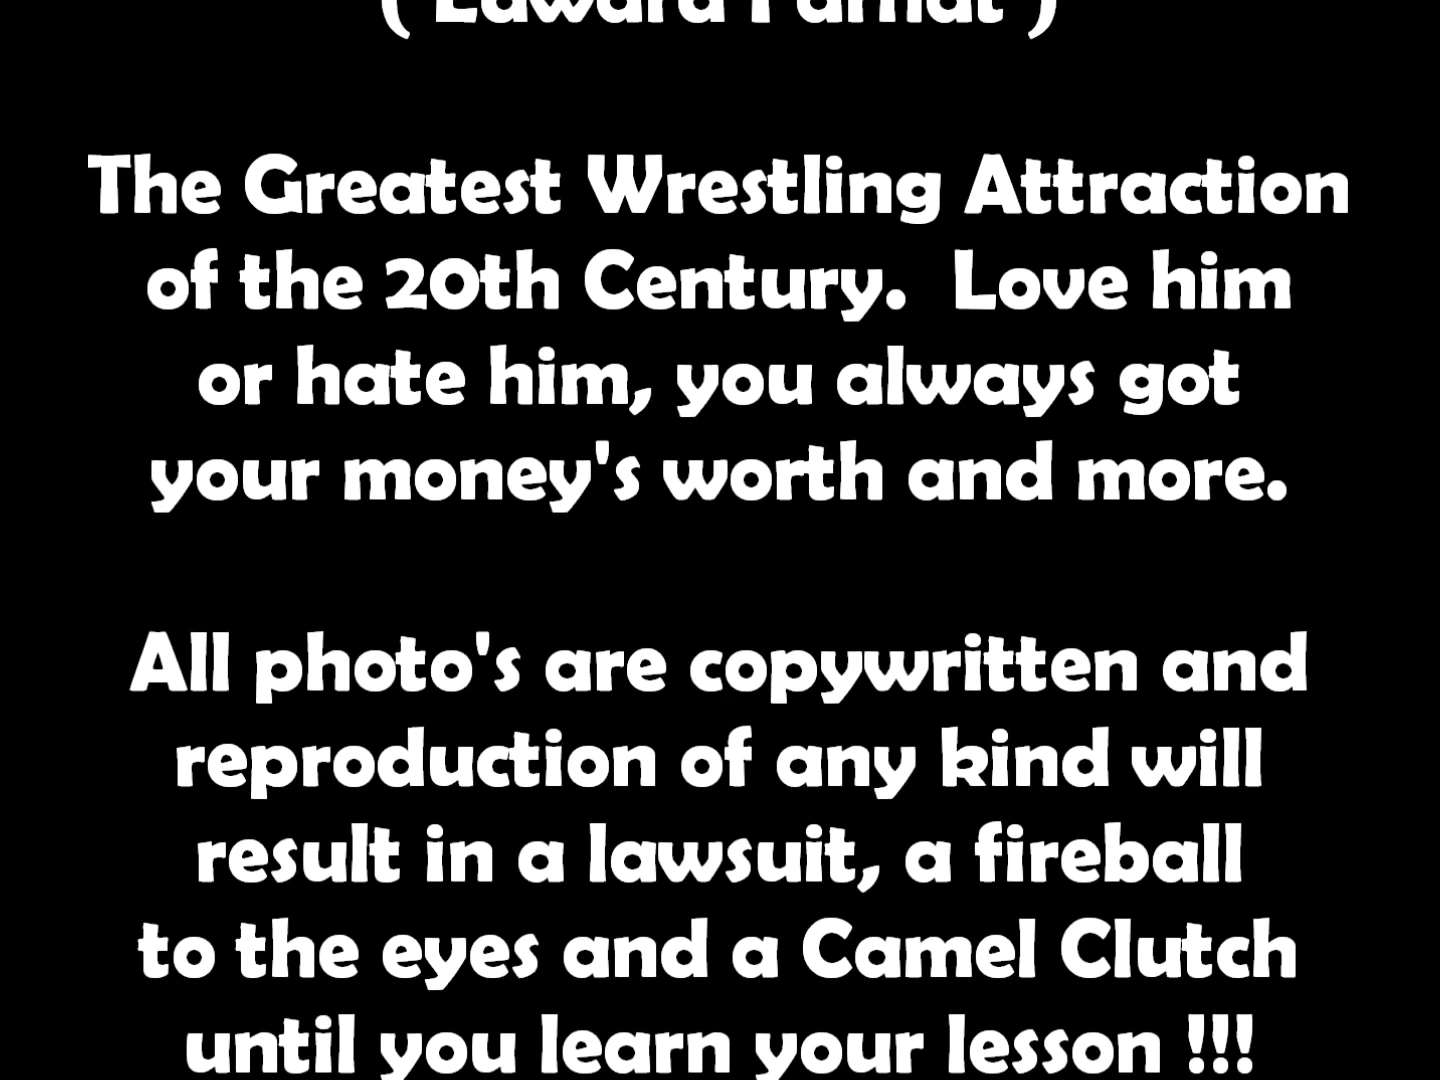 ( Edward Farhat )
The Greatest Wrestling Attraction
of the 20th Century.  Love him
or hate him, you always got
your money's worth and more.
All photo's are copywritten and
reproduction of any kind will
result in a lawsuit, a fireball
to the eyes and a Camel Clutch
until you learn your lesson !!!